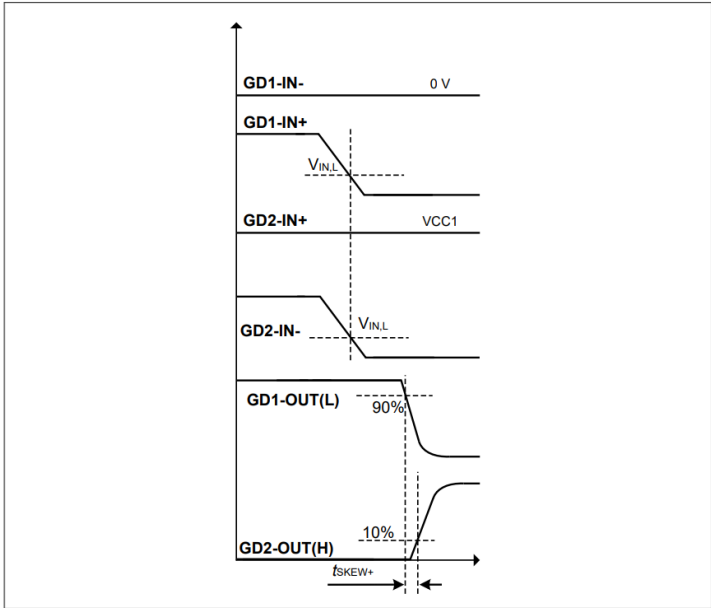 GD1-IN- 0 V
GD1-IN+
VIN,L
GD2-IN+ VCC1
VIN,L
GD2-IN-
GD1-OUT(L)
90%
10%
GD2-OUT(H)
tSKEW+